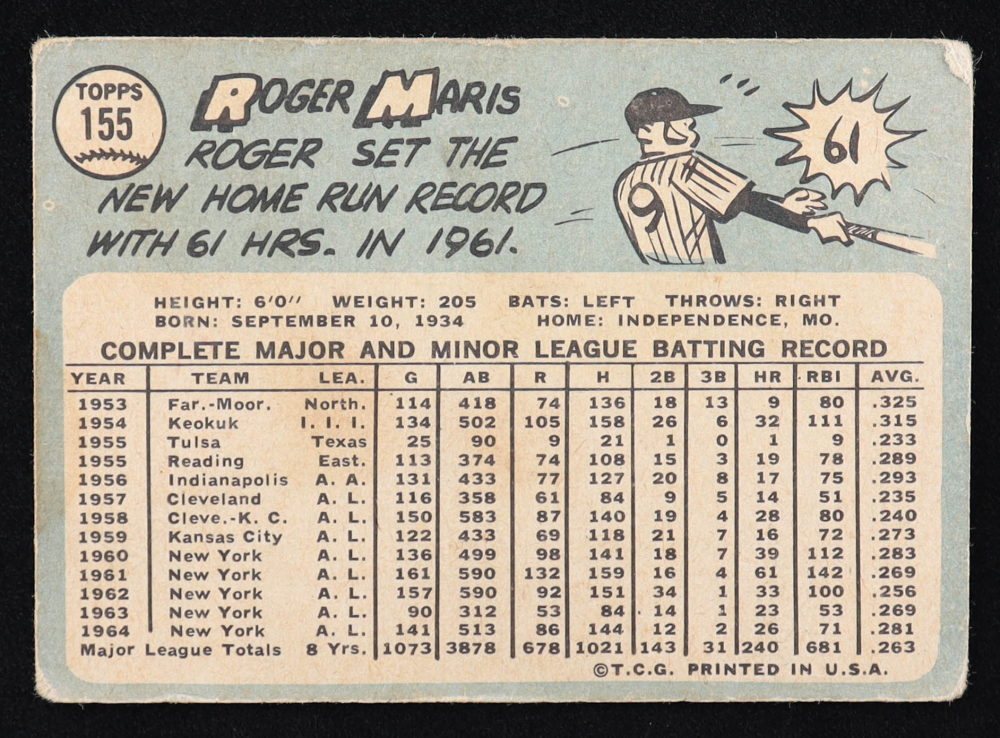 TOPPS
155
ROGER MARIS
ROGER SET THE
NEW HOME RUN RECORD
WITH 61 HRS. IN 1961.
61
9
HEIGHT: 6'0" WEIGHT: 205 BATS: LEFT THROWS: RIGHT
BORN: SEPTEMBER 10, 1934 HOME: INDEPENDENCE, MO.
COMPLETE MAJOR AND MINOR LEAGUE BATTING RECORD
YEAR TEAM LEA. G AB R H 2B 3B HR RBI AVG.
1953 Far.-Moor. North. 114 418 74 136 18 13 9 80 .325
1954 Keokuk I. I. I. 134 502 105 158 26 6 32 111 .315
1955 Tulsa Texas 25 90 9 21 1 0 1 9 .233
1955 Reading East. 113 374 74 108 15 3 19 78 .289
1956 Indianapolis A. A. 131 433 77 127 20 8 17 75 .293
1957 Cleveland A. L. 116 358 61 84 9 5 14 51 .235
1958 Cleve.-K. C. A. L. 150 583 87 140 19 4 28 80 .240
1959 Kansas City A. L. 122 433 69 118 21 7 16 72 .273
1960 New York A. L. 136 499 98 141 18 7 39 112 .283
1961 New York A. L. 161 590 132 159 16 4 61 142 .269
1962 New York A. L. 157 590 92 151 34 1 33 100 .256
1963 New York A. L. 90 312 53 84 14 1 23 53 .269
1964 New York A. L. 141 513 86 144 12 2 26 71 .281
Major League Totals 8 Yrs. 1073 3878 678 1021 143 31 240 681 .263
©T.C.G. PRINTED IN U.S.A.